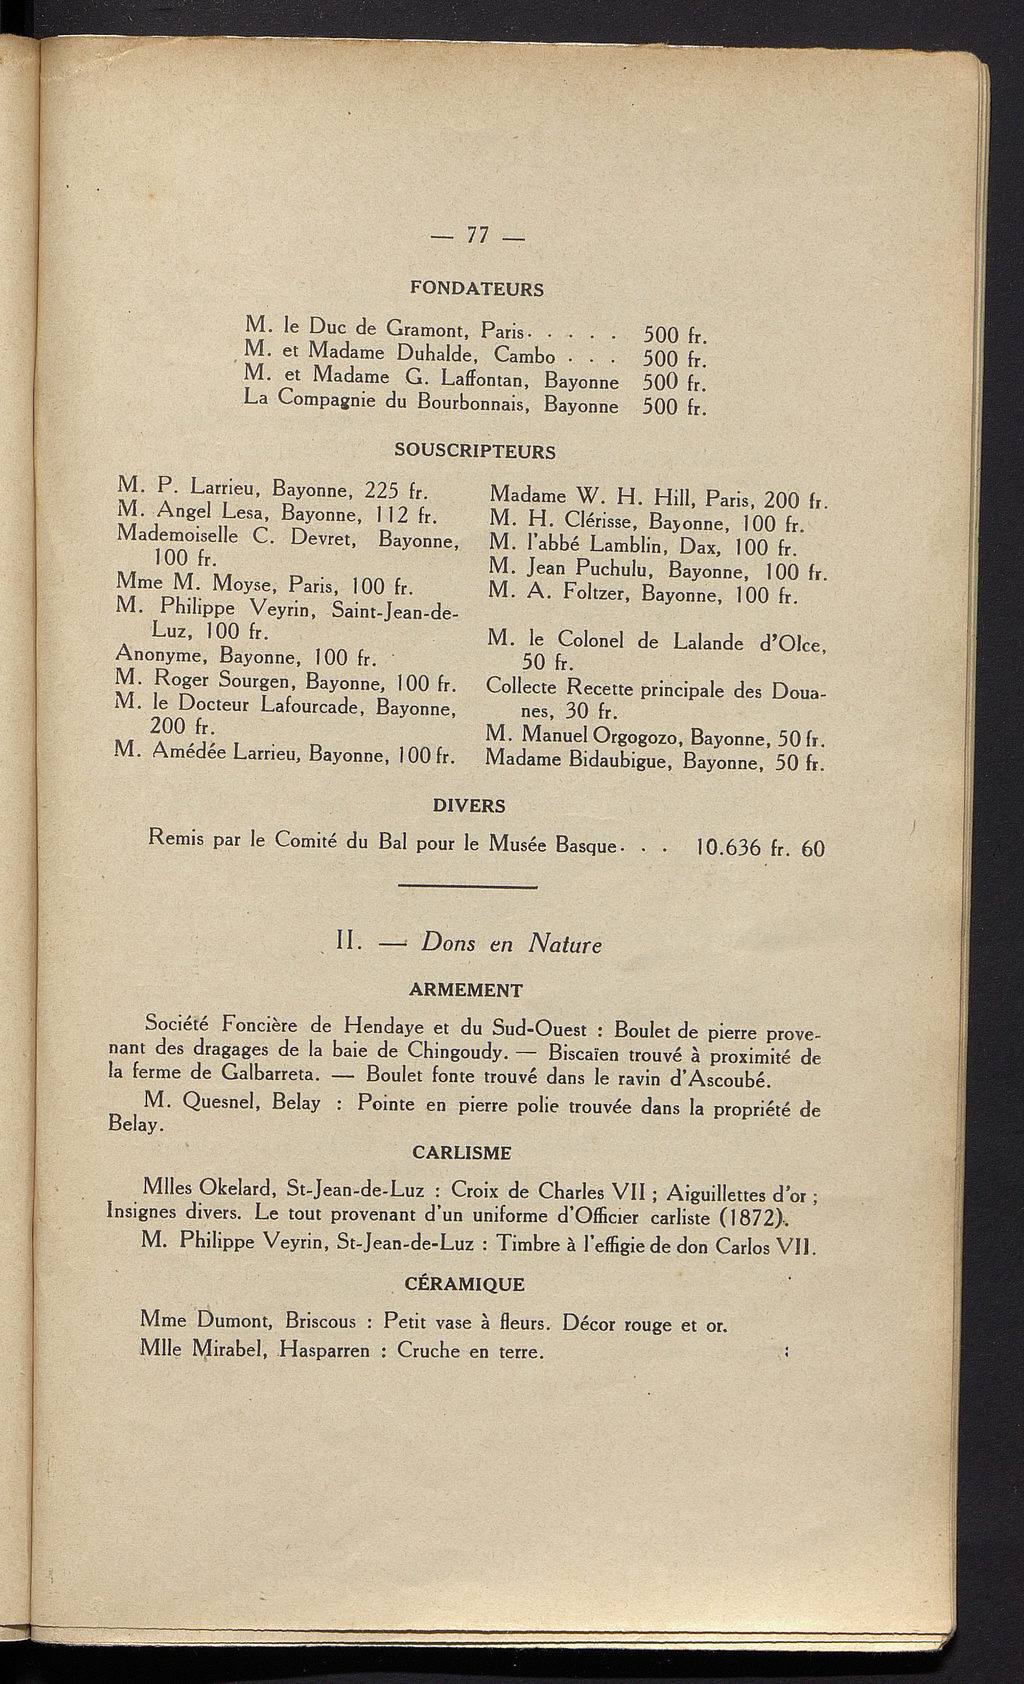 — 77 —
FONDATEURS
M. le Duc de Gramont, Paris. . . . . 500 fr.
M. et Madame Duhalde, Cambo . . . 500 fr.
M. et Madame G. Laffontan, Bayonne 500 fr.
La Compagnie du Bourbonnais, Bayonne 500 fr.
SOUSCRIPTEURS
M. P. Larrieu, Bayonne, 225 fr.
M. Angel Lesa, Bayonne, 112 fr.
Mademoiselle C. Devret, Bayonne,
100 fr.
Mme M. Moyse, Paris, 100 fr.
M. Philippe Veyrin, Saint-Jean-de-
Luz, 100 fr.
Anonyme, Bayonne, 100 fr.
M. Roger Sourgen, Bayonne, 100 fr.
M. le Docteur Lafourcade, Bayonne,
200 fr.
M. Amédée Larrieu, Bayonne, 100 fr.
Madame W. H. Hill, Paris, 200 fr.
M. H. Clérisse, Bayonne, 100 fr.
M. l'abbé Lamblin, Dax, 100 fr.
M. Jean Puchulu, Bayonne, 100 fr.
M. A. Foltzer, Bayonne, 100 fr.
M. le Colonel de Lalande d'Olce,
50 fr.
Collecte Recette principale des Doua-
nes, 30 fr.
M. Manuel Orgogozo, Bayonne, 50 fr.
Madame Bidaubigue, Bayonne, 50 fr.
DIVERS
Remis par le Comité du Bal pour le Musée Basque. . . 10.636 fr. 60
II. — Dons en Nature
ARMEMENT
Société Foncière de Hendaye et du Sud-Ouest : Boulet de pierre prove-
nant des dragages de la baie de Chingoudy. — Biscaïen trouvé à proximité de
la ferme de Galbarreta. — Boulet fonte trouvé dans le ravin d'Ascoubé.
M. Quesnel, Belay : Pointe en pierre polie trouvée dans la propriété de
Belay.
CARLISME
Mlles Okelard, St-Jean-de-Luz : Croix de Charles VII ; Aiguillettes d'or ;
Insignes divers. Le tout provenant d'un uniforme d'Officier carliste (1872).
M. Philippe Veyrin, St-Jean-de-Luz : Timbre à l'effigie de don Carlos VII.
CÉRAMIQUE
Mme Dumont, Briscous : Petit vase à fleurs. Décor rouge et or.
Mlle Mirabel, Hasparren : Cruche en terre.